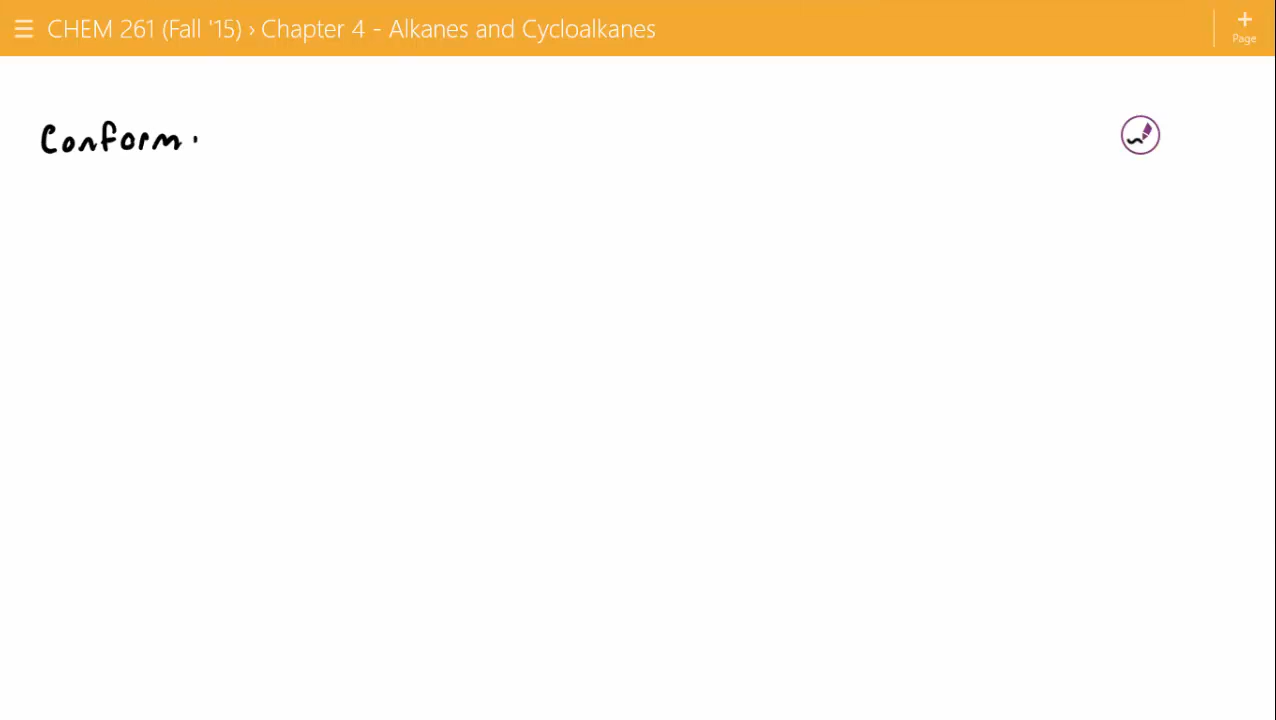 CHEM 261 (Fall '15) › Chapter 4 - Alkanes and Cycloalkanes
Page
Conform